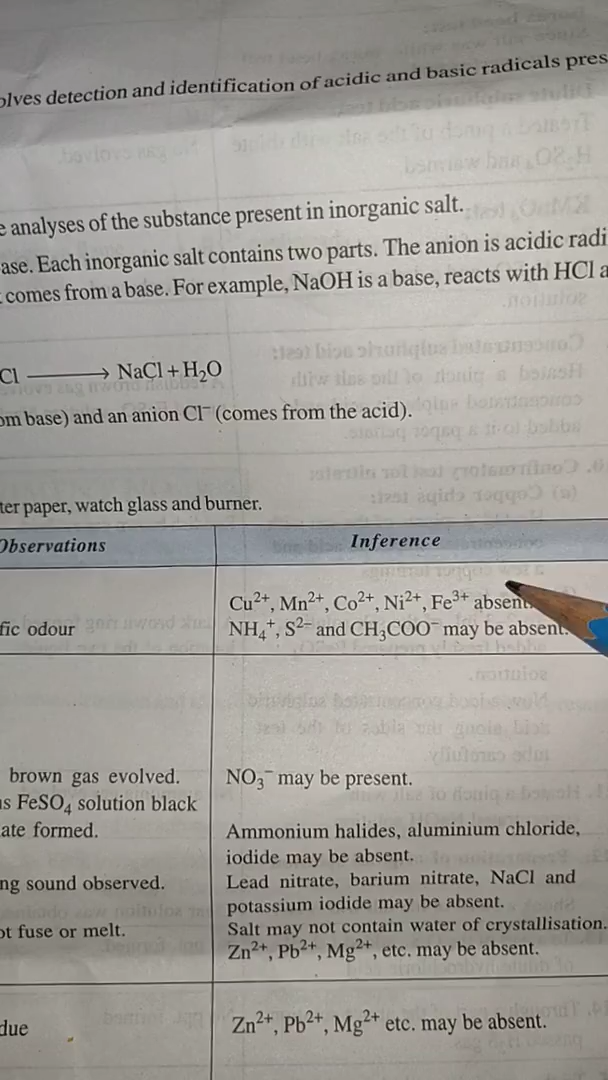 olves detection and identification of acidic and basic radicals pres
e analyses of the substance present in inorganic salt.
ase. Each inorganic salt contains two parts. The anion is acidic radi
comes from a base. For example, NaOH is a base, reacts with HCl a
Cl ⟶ NaCl + H₂O
om base) and an anion Cl⁻ (comes from the acid).
ter paper, watch glass and burner.
Observations Inference
Cu²⁺, Mn²⁺, Co²⁺, Ni²⁺, Fe³⁺ absent.
fic odour NH₄⁺, S²⁻ and CH₃COO⁻ may be absent.
brown gas evolved. NO₃⁻ may be present.
as FeSO₄ solution black
ate formed. Ammonium halides, aluminium chloride,
iodide may be absent.
ng sound observed. Lead nitrate, barium nitrate, NaCl and
potassium iodide may be absent.
ot fuse or melt. Salt may not contain water of crystallisation.
Zn²⁺, Pb²⁺, Mg²⁺, etc. may be absent.
due Zn²⁺, Pb²⁺, Mg²⁺ etc. may be absent.